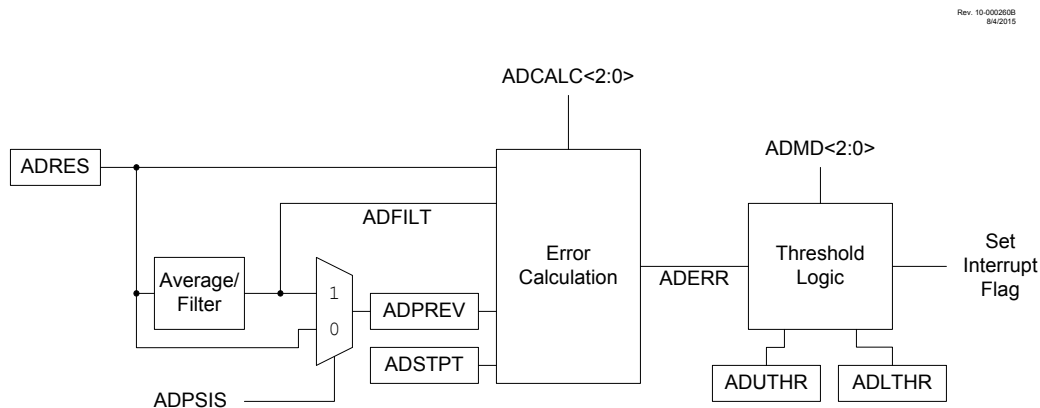 Rev. 10-000260B
8/4/2015
ADCALC<2:0>
ADMD<2:0>
ADRES
ADFILT
Error
Calculation
Threshold
Logic
Set
Interrupt
Flag
ADERR
Average/
Filter
1
0
ADPREV
ADSTPT
ADUTHR
ADLTHR
ADPSIS